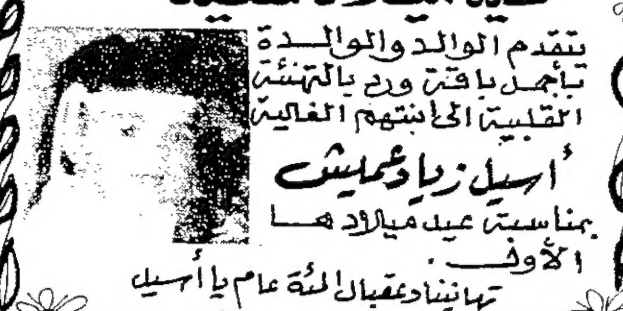 يتقدم الوالد والوالدة
بأجمل باقة ورد بالتهنئة
القلبية الى ابنتهم الغالية
أسيل زياد عمليش
بمناسبة عيد ميلادها
الأول.
تهانينا وعقبال المئة عام يا أسيل